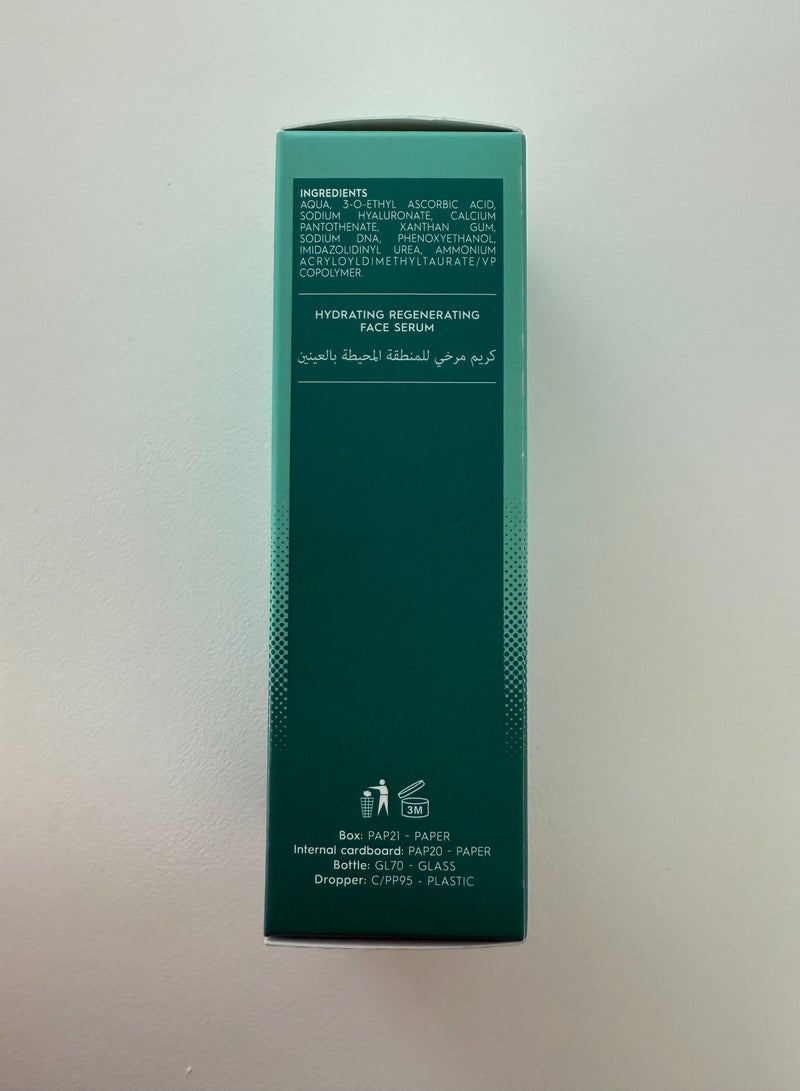 INGREDIENTS
AQUA, 3-O-ETHYL ASCORBIC ACID,
SODIUM HYALURONATE, CALCIUM
PANTOTHENATE, XANTHAN GUM,
SODIUM DNA, PHENOXYETHANOL,
IMIDAZOLIDINYL UREA, AMMONIUM
ACRYLOYLDIMETHYLTAURATE/VP
COPOLYMER.
HYDRATING REGENERATING
FACE SERUM
كريم مرخي للمنطقة المحيطة بالعينين
3M
Box: PAP21 - PAPER
Internal cardboard: PAP20 - PAPER
Bottle: GL70 - GLASS
Dropper: C/PP95 - PLASTIC